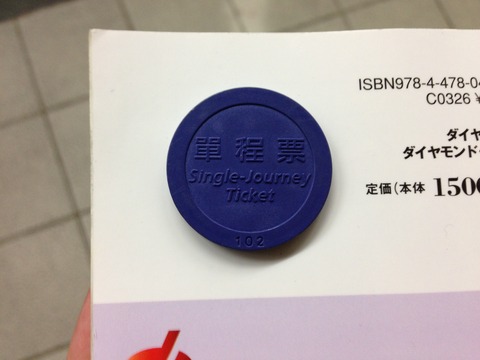 單程票
Single-Journey
Ticket
102
ISBN978-4-478-0
C0326 ¥
ダイヤ
ダイヤモンド・
定価（本体 150